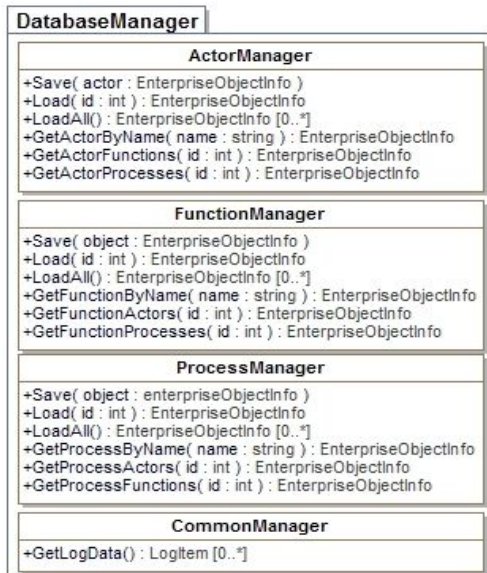 DatabaseManager
ActorManager
+Save( actor : EnterpriseObjectInfo )
+Load( id : int ) : EnterpriseObjectInfo
+LoadAll() : EnterpriseObjectInfo [0..*]
+GetActorByName( name : string ) : EnterpriseObjectInfo
+GetActorFunctions( id : int ) : EnterpriseObjectInfo
+GetActorProcesses( id : int ) : EnterpriseObjectInfo
FunctionManager
+Save( object : EnterpriseObjectInfo )
+Load( id : int ) : EnterpriseObjectInfo
+LoadAll() : EnterpriseObjectInfo [0..*]
+GetFunctionByName( name : string ) : EnterpriseObjectInfo
+GetFunctionActors( id : int ) : EnterpriseObjectInfo
+GetFunctionProcesses( id : int ) : EnterpriseObjectInfo
ProcessManager
+Save( object : enterpriseObjectInfo )
+Load( id : int ) : EnterpriseObjectInfo
+LoadAll() : EnterpriseObjectInfo [0..*]
+GetProcessByName( name : string ) : EnterpriseObjectInfo
+GetProcessActors( id : int ) : EnterpriseObjectInfo
+GetProcessFunctions( id : int ) : EnterpriseObjectInfo
CommonManager
+GetLogData() : LogItem [0..*]